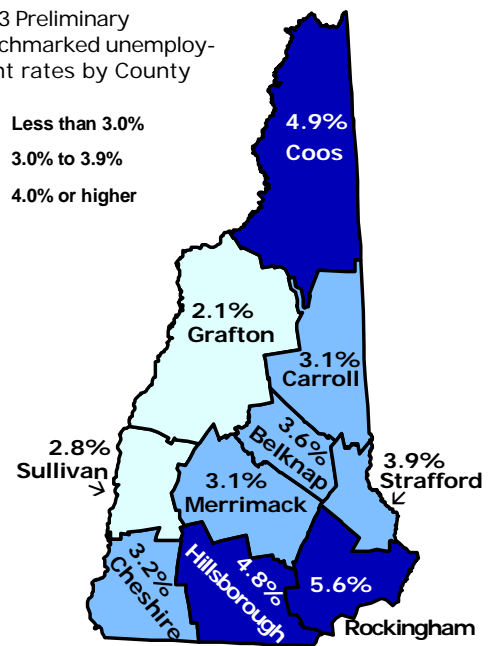 3 Preliminary
chmarked unemploy-
nt rates by County
Less than 3.0%
3.0% to 3.9%
4.0% or higher
4.9%
Coos
2.1%
Grafton
3.1%
Carroll
3.6%
Belknap
2.8%
Sullivan
3.9%
Strafford
3.1%
Merrimack
3.2%
Cheshire
4.8%
Hillsborough
5.6%
Rockingham